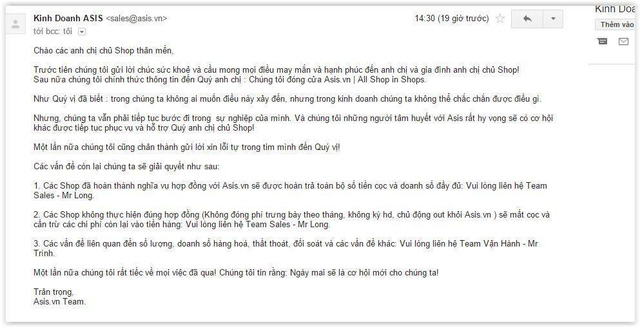 Kinh Doanh ASIS <sales@asis.vn>
14:30 (19 giờ trước)
tới bcc: tôi
Chào các anh chị chủ Shop thân mến,
Trước tiên chúng tôi gửi lời chúc sức khoẻ và cầu mong mọi điều may mắn và hạnh phúc đến anh chị và gia đình anh chị chủ Shop!
Sau nữa chúng tôi chính thức thông tin đến Quý anh chị : Chúng tôi đóng cửa Asis.vn | All Shop in Shops.
Như Quý vị đã biết : trong chúng ta không ai muốn điều này xảy đến, nhưng trong kinh doanh chúng ta không thể chắc chắn được điều gì.
Nhưng, chúng ta vẫn phải tiếp tục bước đi trong sự nghiệp của mình. Và chúng tôi những người tâm huyết với Asis rất hy vọng sẽ có cơ hội
khác được tiếp tục phục vụ và hỗ trợ Quý anh chị chủ Shop!
Một lần nữa chúng tôi cũng chân thành gửi lời xin lỗi tự trong tim mình đến Quý vị!
Các vấn đề còn lại chúng ta sẽ giải quyết như sau:
1. Các Shop đã hoàn thành nghĩa vụ hợp đồng với Asis.vn sẽ được hoàn trả toàn bộ số tiền cọc và doanh số đầy đủ: Vui lòng liên hệ Team
Sales - Mr Long.
2. Các Shop không thực hiện đúng hợp đồng (Không đóng phí trưng bày theo tháng, không ký hd, chủ động out khỏi Asis.vn ) sẽ mất cọc và
cấn trừ các phí còn lại vào tiền hàng: Vui lòng liên hệ Team Sales - Mr Long.
3. Các vấn đề liên quan đến số lượng, doanh số hàng hoá, thất thoát, đối soát và các vấn đề khác: Vui lòng liên hệ Team Vận Hành - Mr
Trinh.
Một lần nữa chúng tôi rất tiếc về mọi việc đã qua! Chúng tôi tin rằng: Ngày mai sẽ là cơ hội mới cho chúng ta!
Trân trọng,
Asis.vn Team.
Kinh Doanh
Thêm vào